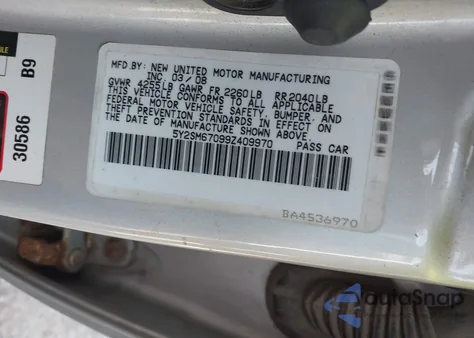 MFD.BY: NEW UNITED MOTOR MANUFACTURING
INC. 03 / 08
GVWR 4255LB GAWR FR 2260LB RR 2040LB
THIS VEHICLE CONFORMS TO ALL APPLICABLE
FEDERAL MOTOR VEHICLE SAFETY, BUMPER, AND
THEFT PREVENTION STANDARDS IN EFFECT ON
THE DATE OF MANUFACTURE SHOWN ABOVE
5Y2SM67099Z409970 PASS CAR
BA4536970
30586 B9
AutoSnap